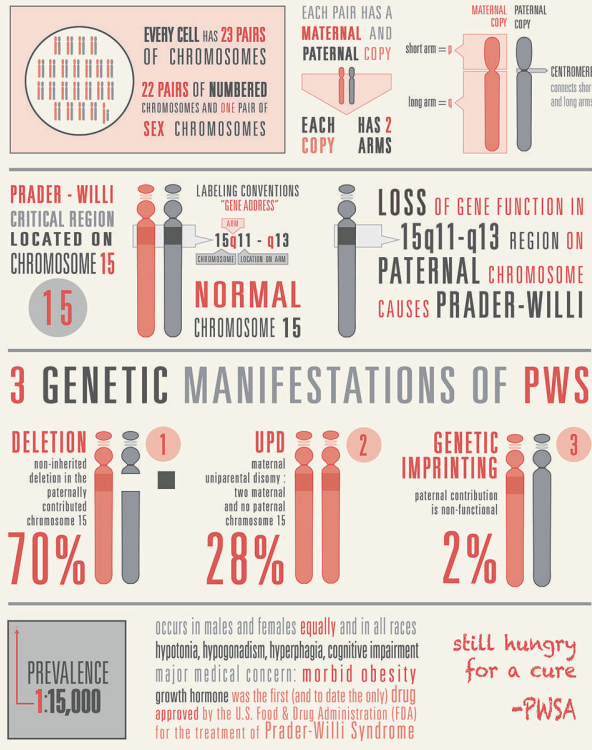 EVERY CELL HAS 23 PAIRS
OF CHROMOSOMES
22 PAIRS OF NUMBERED
CHROMOSOMES AND ONE PAIR OF
SEX CHROMOSOMES
EACH PAIR HAS A
MATERNAL AND
PATERNAL COPY
EACH HAS 2
COPY ARMS
MATERNAL PATERNAL
COPY COPY
short arm = p
long arm = q
CENTROMERE
connects shor
and long arms
PRADER - WILLI
CRITICAL REGION
LOCATED ON
CHROMOSOME 15
15
LABELING CONVENTIONS
"GENE ADDRESS"
ARM
15q11 - q13
CHROMOSOME LOCATION ON ARM
NORMAL
CHROMOSOME 15
LOSS OF GENE FUNCTION IN
15q11-q13 REGION ON
PATERNAL CHROMOSOME
CAUSES PRADER-WILLI
3 GENETIC MANIFESTATIONS OF PWS
DELETION
non-inherited
deletion in the
paternally
contributed
chromosome 15
70%
1
UPD
maternal
uniparental disomy :
two maternal
and no paternal
chromosome 15
28%
2
GENETIC
IMPRINTING
paternal contribution
is non-functional
2%
3
PREVALENCE
1:15,000
occurs in males and females equally and in all races
hypotonia, hypogonadism, hyperphagia, cognitive impairment
major medical concern: morbid obesity
growth hormone was the first (and to date the only) drug
approved by the U.S. Food & Drug Administration (FDA)
for the treatment of Prader-Willi Syndrome
still hungry
for a cure
-PWSA